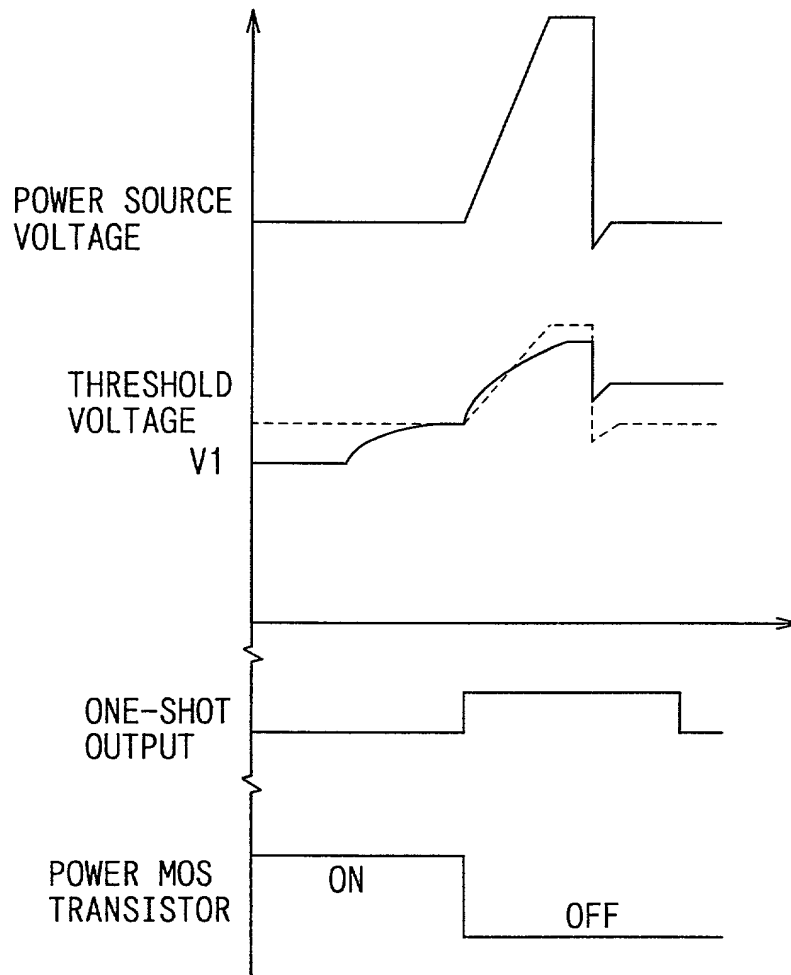 POWER SOURCE
VOLTAGE
THRESHOLD
VOLTAGE
V1
ONE-SHOT
OUTPUT
POWER MOS
TRANSISTOR
ON
OFF